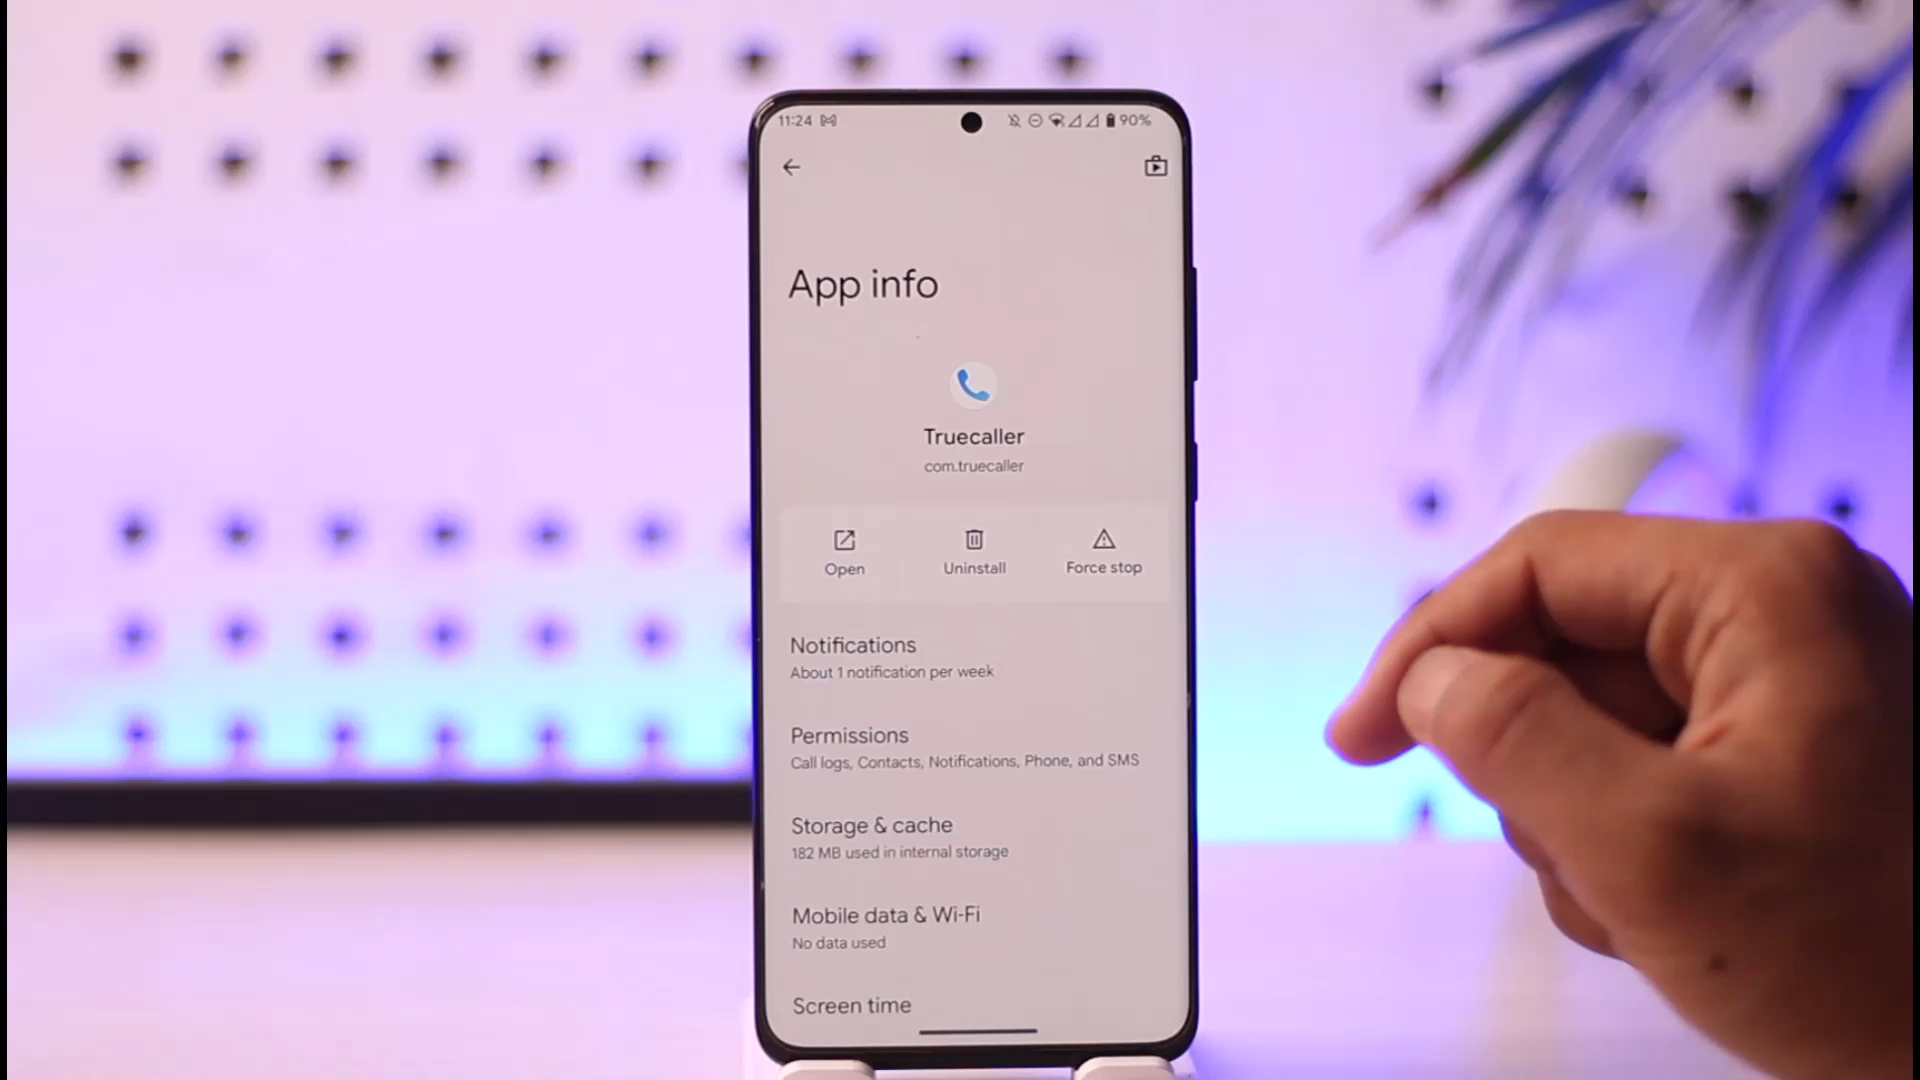 11:24 90%
App info
Truecaller
com.truecaller
Open Uninstall Force stop
Notifications
About 1 notification per week
Permissions
Call logs, Contacts, Notifications, Phone, and SMS
Storage & cache
182 MB used in internal storage
Mobile data & Wi-Fi
No data used
Screen time